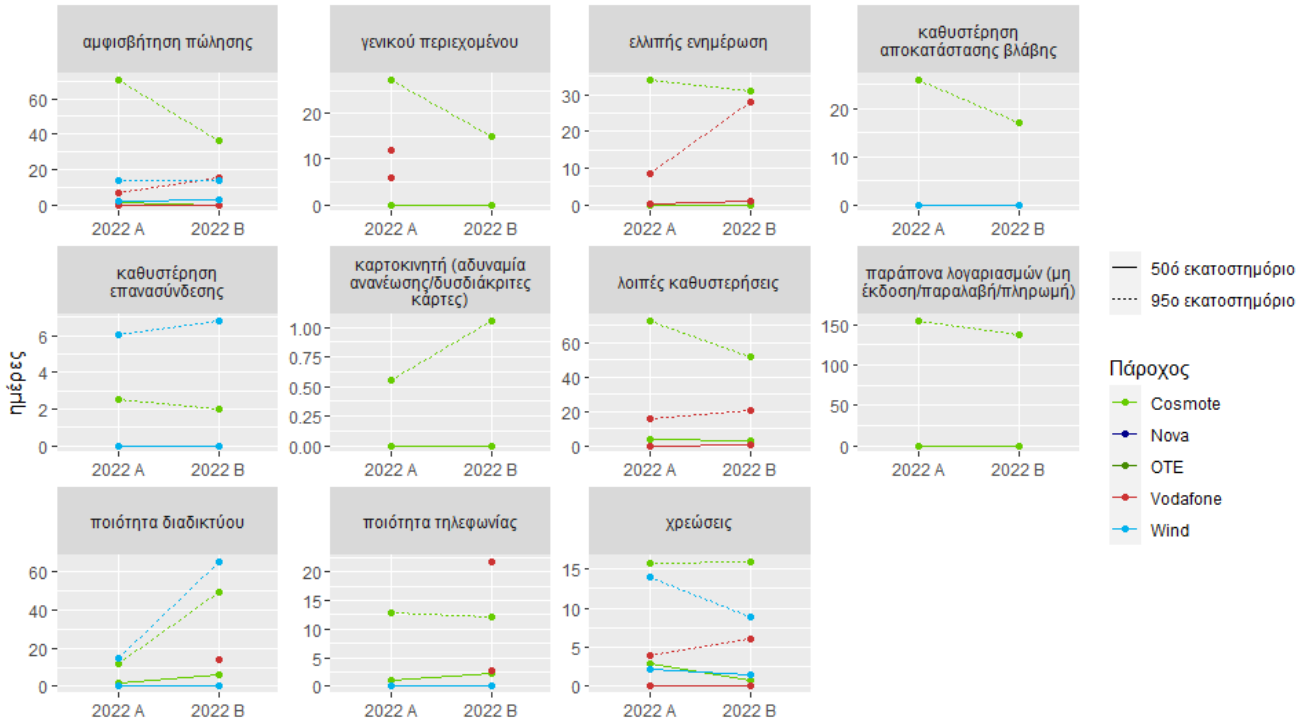 αμφισβήτηση πώλησης
γενικού περιεχομένου
ελλιπής ενημέρωση
καθυστέρηση
αποκατάστασης βλάβης
60
40
20
0
20
10
0
30
20
10
0
20
10
0
2022 A
2022 B
2022 A
2022 B
2022 A
2022 B
2022 A
2022 B
καθυστέρηση
επανασύνδεσης
καρτοκινητή (αδυναμία
ανανέωσης/δυσδιάκριτες
κάρτες)
λοιπές καθυστερήσεις
παράπονα λογαριασμών (μη
έκδοση/παραλαβή/πληρωμή)
ημέρες
6
4
2
0
1.00
0.75
0.50
0.25
0.00
60
40
20
0
150
100
50
0
2022 A
2022 B
2022 A
2022 B
2022 A
2022 B
2022 A
2022 B
ποιότητα διαδικτύου
ποιότητα τηλεφωνίας
χρεώσεις
60
40
20
0
20
15
10
5
0
15
10
5
0
2022 A
2022 B
2022 A
2022 B
2022 A
2022 B
50ό εκατοστημόριο
95ο εκατοστημόριο
Πάροχος
Cosmote
Nova
OTE
Vodafone
Wind